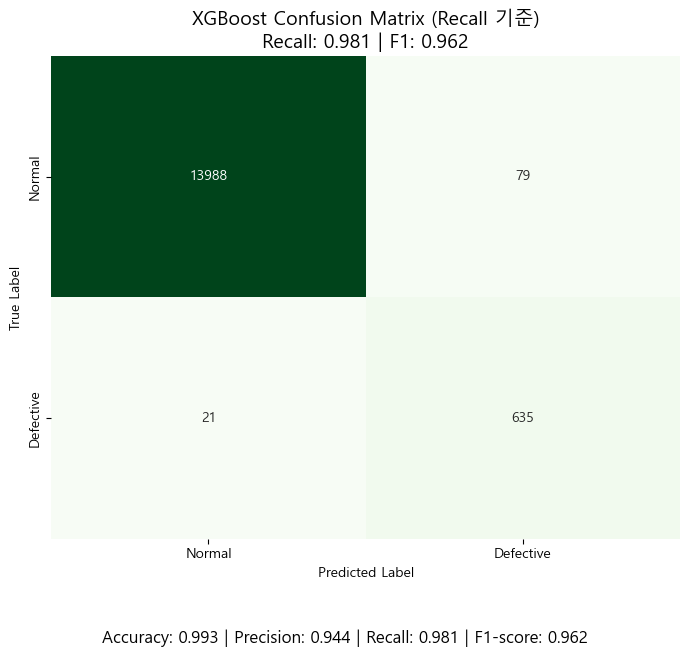 XGBoost Confusion Matrix (Recall 기준)
Recall: 0.981 | F1: 0.962
True Label
Normal
13988
79
Defective
21
635
Normal
Defective
Predicted Label
Accuracy: 0.993 | Precision: 0.944 | Recall: 0.981 | F1-score: 0.962